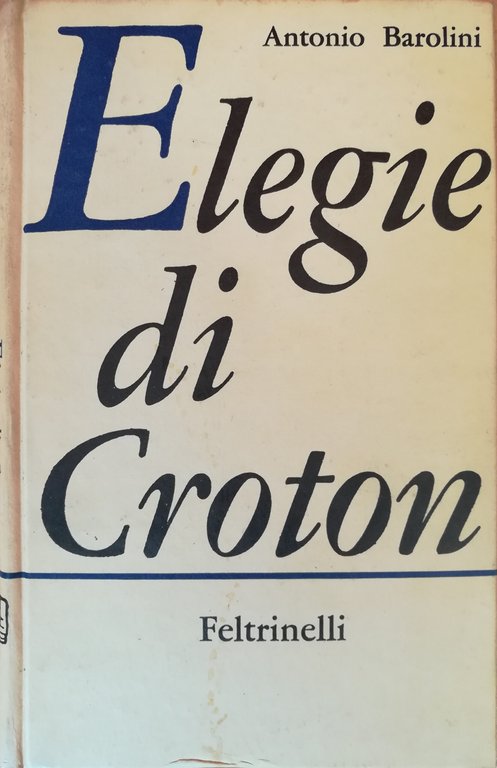 Antonio Barolini
Elegie
di
Croton
Feltrinelli